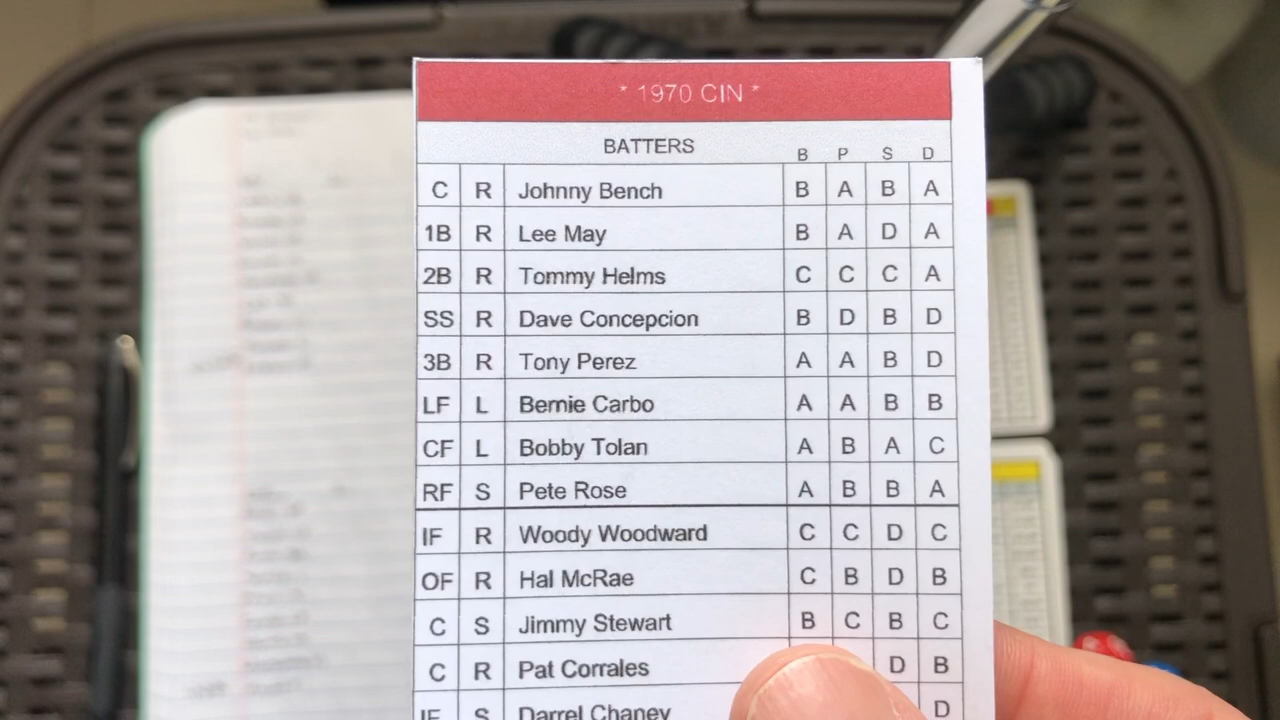 * 1970 CIN *
BATTERS B P S D
C R Johnny Bench B A B A
1B R Lee May B A D A
2B R Tommy Helms C C C A
SS R Dave Concepcion B D B D
3B R Tony Perez A A B D
LF L Bernie Carbo A A B B
CF L Bobby Tolan A B A C
RF S Pete Rose A B B A
IF R Woody Woodward C C D C
OF R Hal McRae C B D B
C S Jimmy Stewart B C B C
C R Pat Corrales D B
IF S Darrel Chaney D